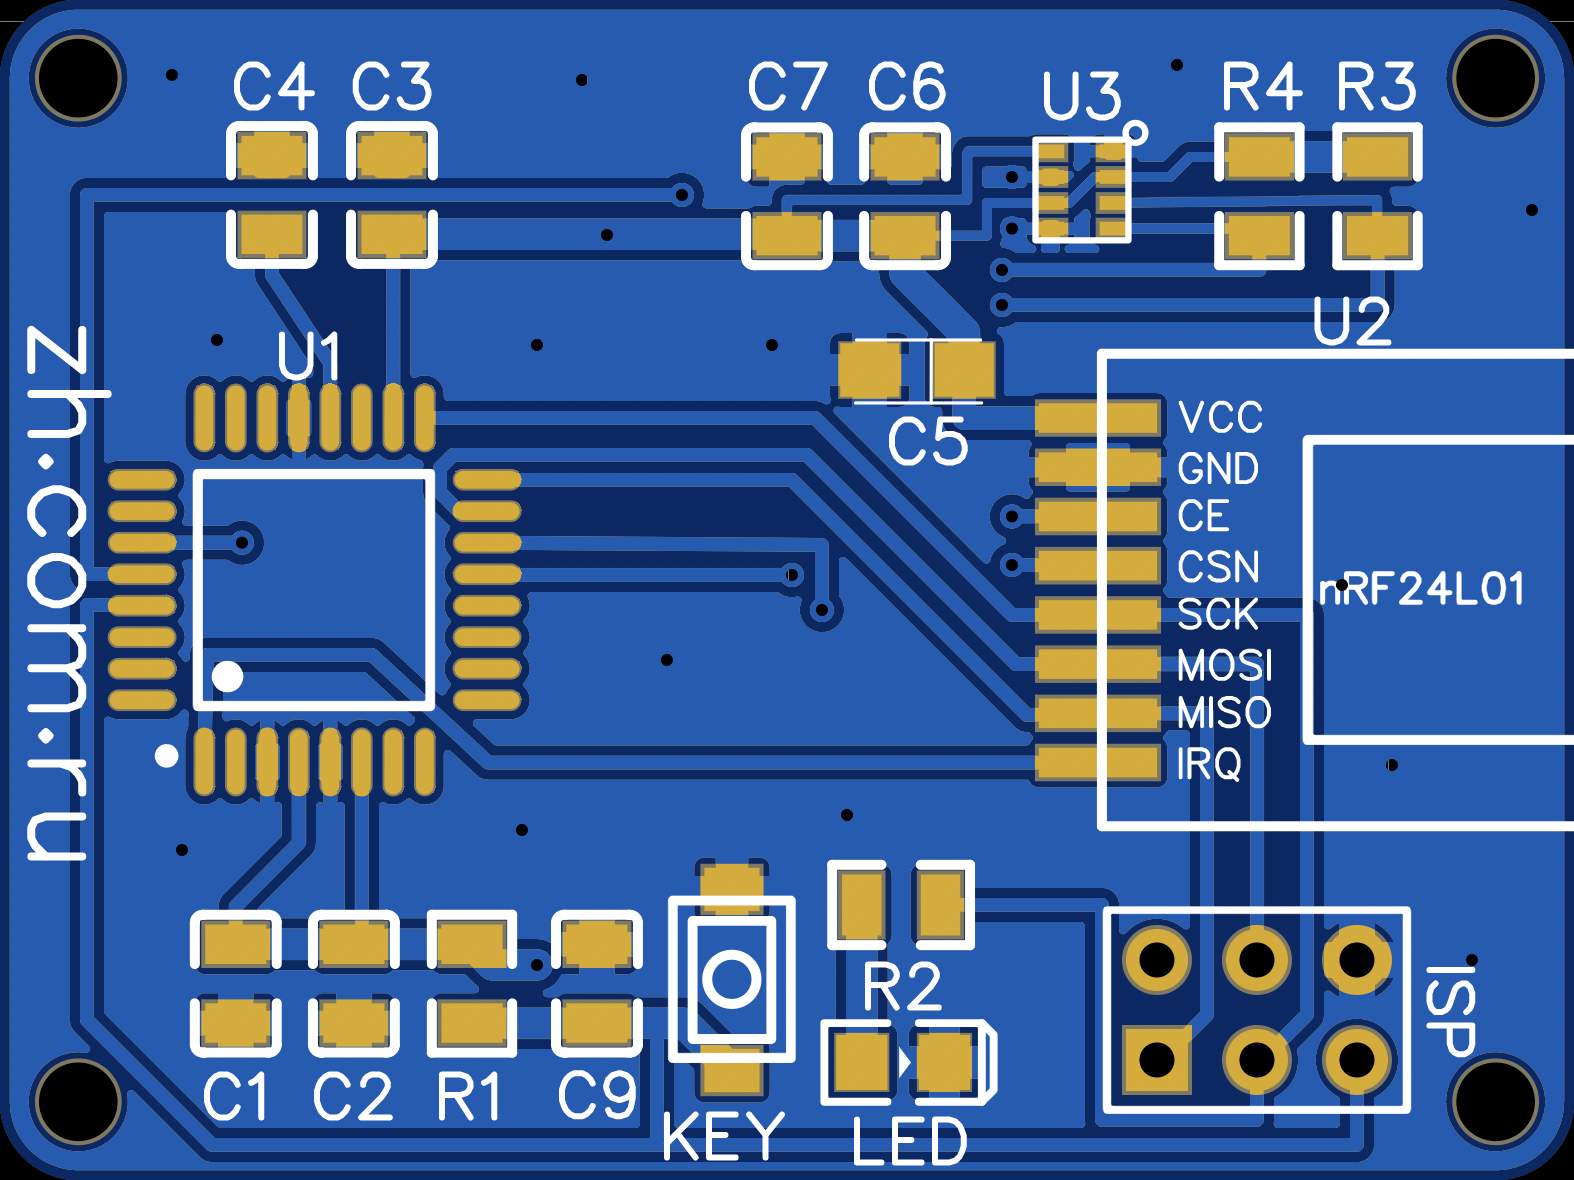 C4 C3 C7 C6 U3 R4 R3
U2
U1
zh.com.ru
C5
VCC
GND
CE
CSN
SCK
MOSI
MISO
IRQ
nRF24L01
R2
ISP
C1 C2 R1 C9
KEY LED